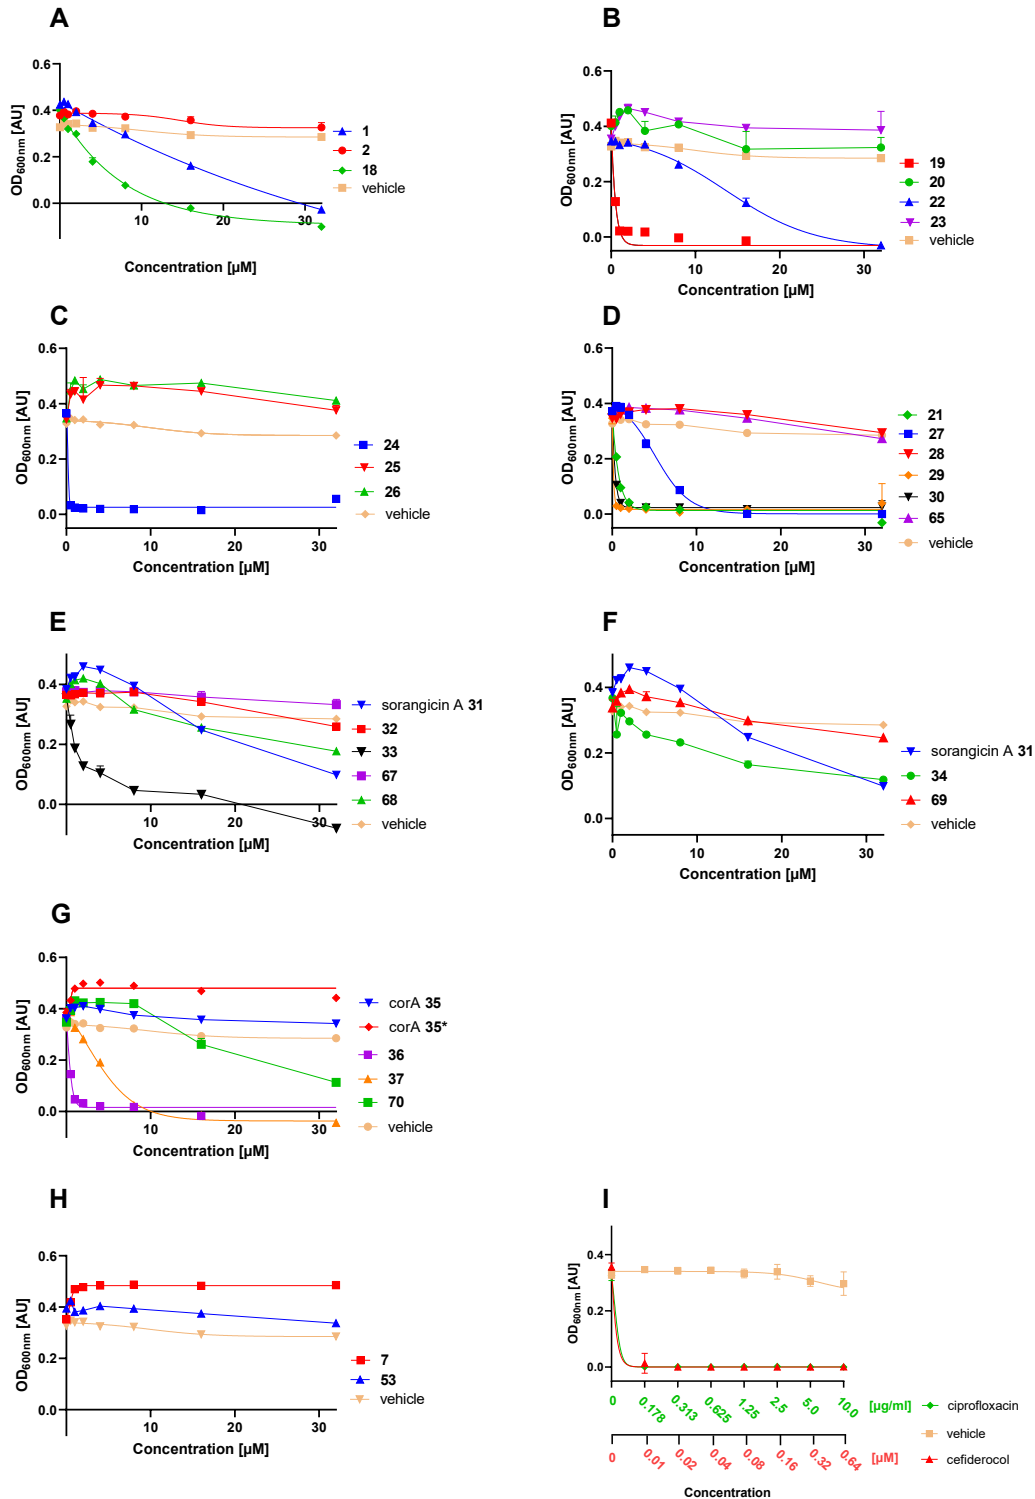 A
0.6
0.4
0.2
0.0
OD600nm [AU]
10
20
30
Concentration [µM]
1
2
18
vehicle
B
0.6
0.4
0.2
0.0
OD600nm [AU]
0
10
20
30
Concentration [µM]
19
20
22
23
vehicle
C
0.6
0.4
0.2
0.0
OD600nm [AU]
0
10
20
30
Concentration [µM]
24
25
26
vehicle
D
0.6
0.4
0.2
0.0
OD600nm [AU]
0
10
20
30
Concentration [µM]
21
27
28
29
30
65
vehicle
E
0.4
0.2
0.0
OD600nm [AU]
10
20
30
Concentration [µM]
sorangicin A 31
32
33
67
68
vehicle
F
0.4
0.2
0.0
OD600nm [AU]
0
10
20
30
Concentration [µM]
sorangicin A 31
34
69
vehicle
G
0.6
0.4
0.2
0.0
OD600nm [AU]
10
20
30
Concentration [µM]
corA 35
corA 35*
36
37
70
vehicle
H
0.6
0.4
0.2
0.0
OD600nm [AU]
0
10
20
30
Concentration [µM]
7
53
vehicle
I
0.4
0.2
0.0
OD600nm [AU]
0
0.178
0.313
0.625
1.25
2.5
5.0
10.0
[µg/ml]
0
0.01
0.02
0.04
0.08
0.16
0.32
0.64
[µM]
Concentration
ciprofloxacin
vehicle
cefiderocol